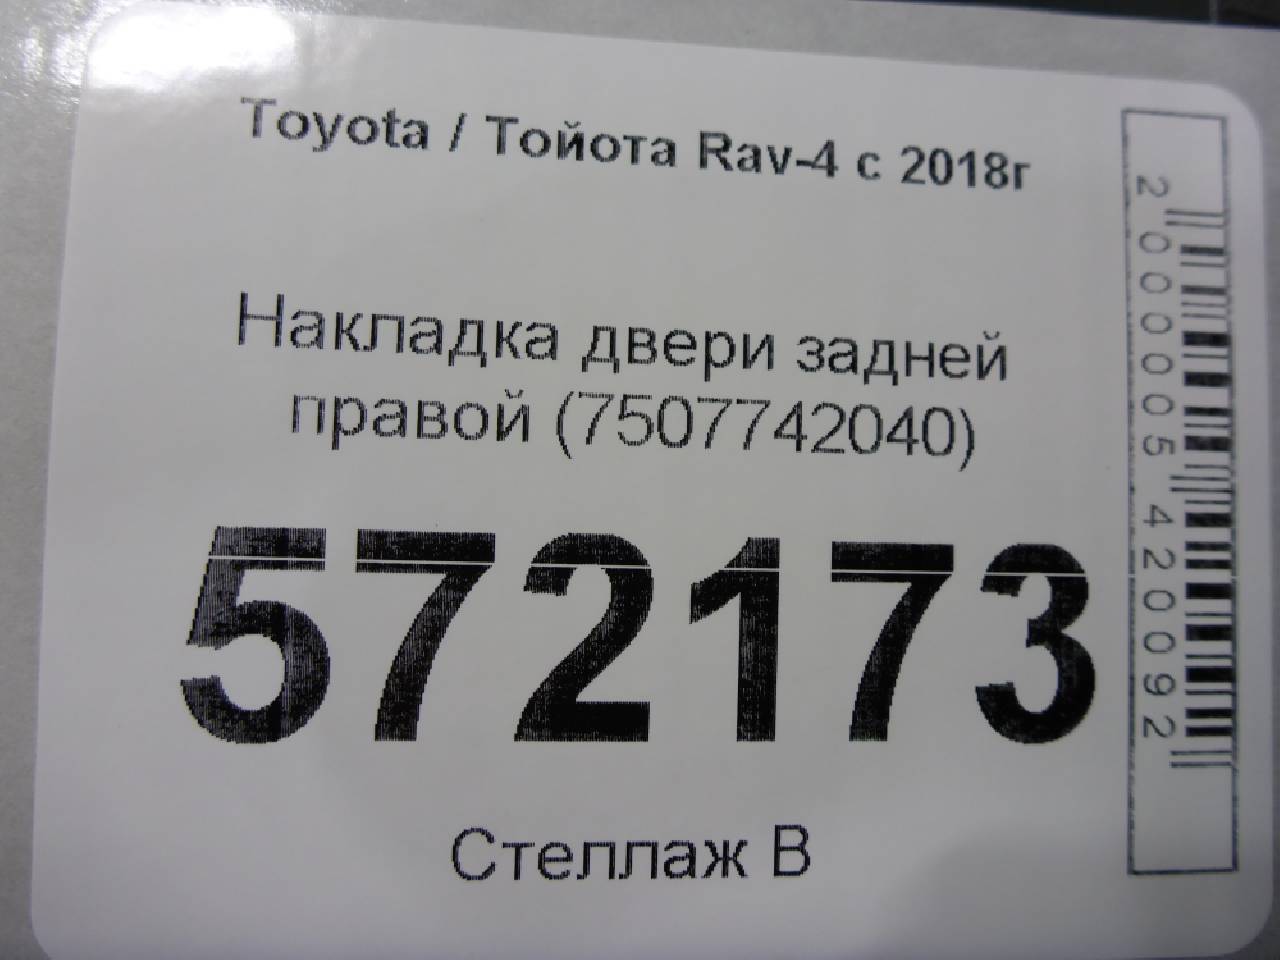 Toyota / Тойота Rav-4 с 2018г
Накладка двери задней
правой (7507742040)
572173
Стеллаж В
2000005420092